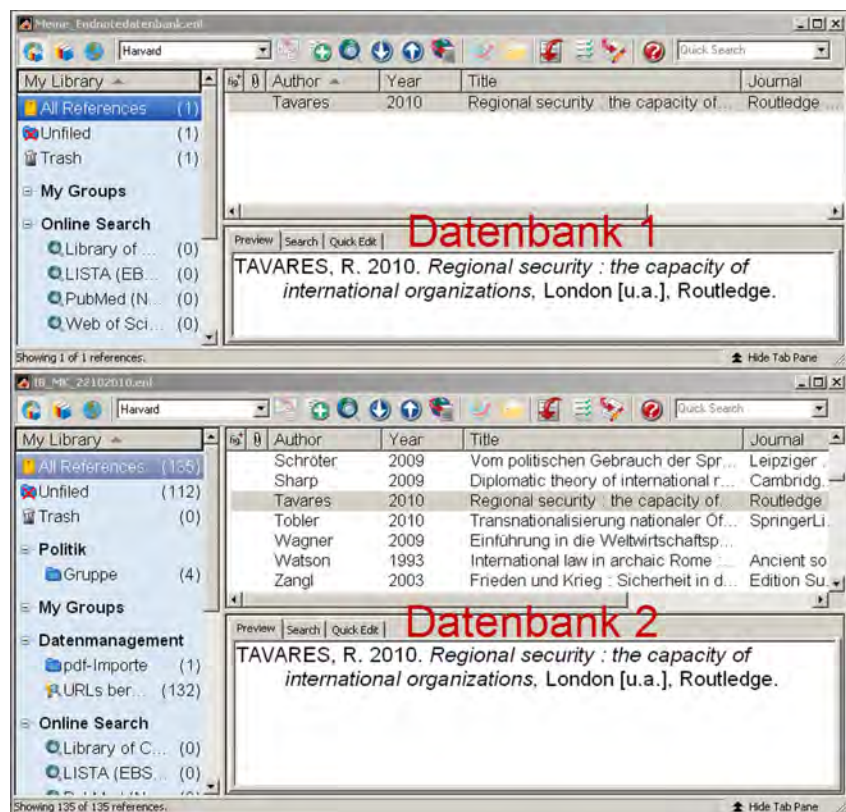 Meine_Endnotedatenbank.enl
Harvard
Quick Search
My Library
Author Year Title Journal
All References (1)
Tavares 2010 Regional security : the capacity of... Routledge ...
Unfiled (1)
Trash (1)
My Groups
Online Search
Library of ... (0)
LISTA (EB... (0)
PubMed (N... (0)
Web of Sci... (0)
Preview Search Quick Edit
Datenbank 1
TAVARES, R. 2010. Regional security : the capacity of
international organizations, London [u.a.], Routledge.
Showing 1 of 1 references.
Hide Tab Pane
IB_MK_22102010.enl
Harvard
Quick Search
My Library
Author Year Title Journal
All References (135)
Schröter 2009 Vom politischen Gebrauch der Spr... Leipziger ...
Unfiled (112)
Sharp 2009 Diplomatic theory of international r... Cambridg...
Trash (0)
Tavares 2010 Regional security : the capacity of... Routledge
Tobler 2010 Transnationalisierung nationaler Öf... SpringerLi...
Politik
Wagner 2009 Einführung in die Weltwirtschaftsp...
Gruppe (4)
Watson 1993 International law in archaic Rome : ... Ancient so
Zangl 2003 Frieden und Krieg : Sicherheit in d... Edition Su...
My Groups
Datenmanagement
pdf-Importe (1)
URLs ber... (132)
Online Search
Library of C... (0)
LISTA (EBS... (0)
Preview Search Quick Edit
Datenbank 2
TAVARES, R. 2010. Regional security : the capacity of
international organizations, London [u.a.], Routledge.
Showing 135 of 135 references.
Hide Tab Pane